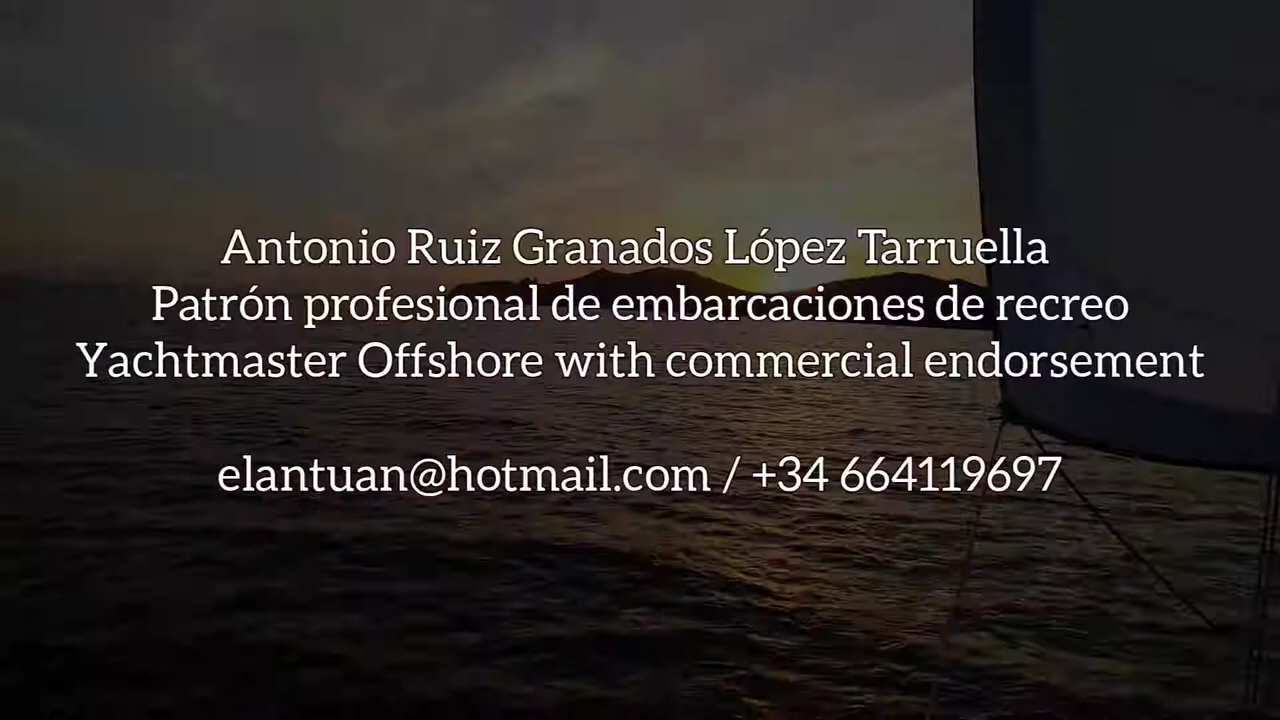 Antonio Ruiz Granados López Tarruella
Patrón profesional de embarcaciones de recreo
Yachtmaster Offshore with commercial endorsement
elantuan@hotmail.com / +34 664119697